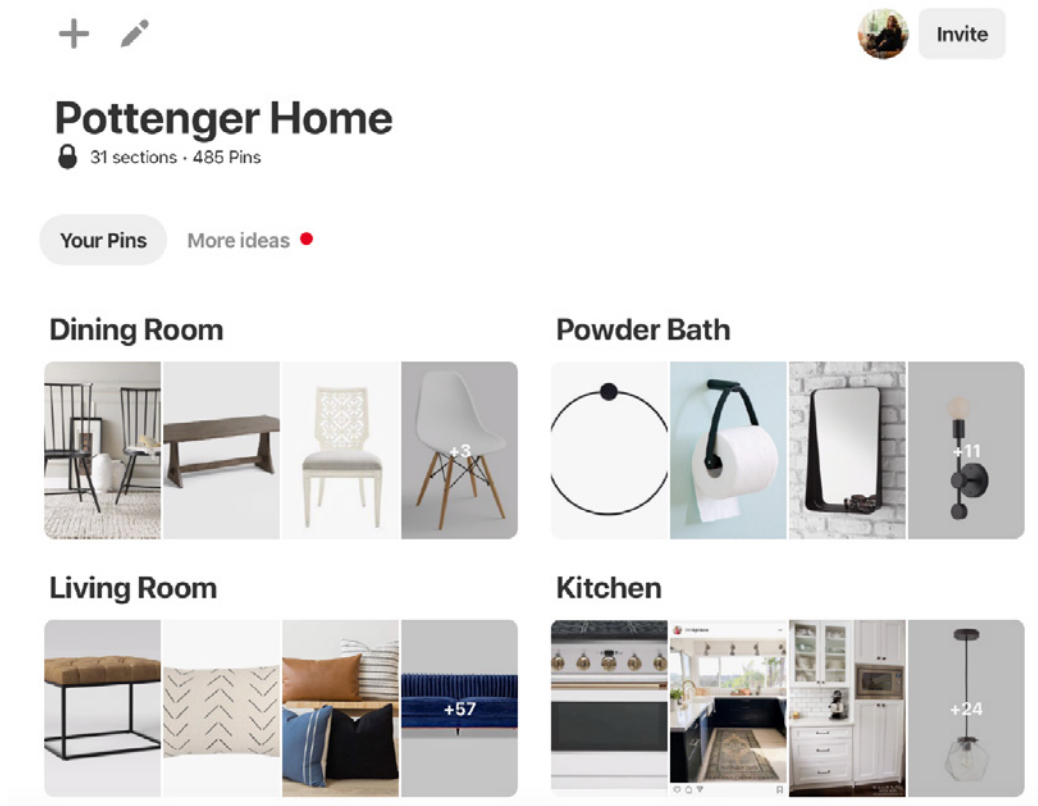 Invite
Pottenger Home
31 sections • 485 Pins
Your Pins
More ideas
Dining Room
Powder Bath
+3
+11
Living Room
Kitchen
+57
+24